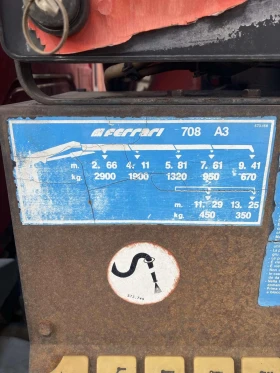 Ferrari 708 A3
m. 2. 66 4. 11 5. 81 7. 61 9. 41
kg. 2900 1900 1320 950 670
m. 11. 29 13. 25
kg. 450 350